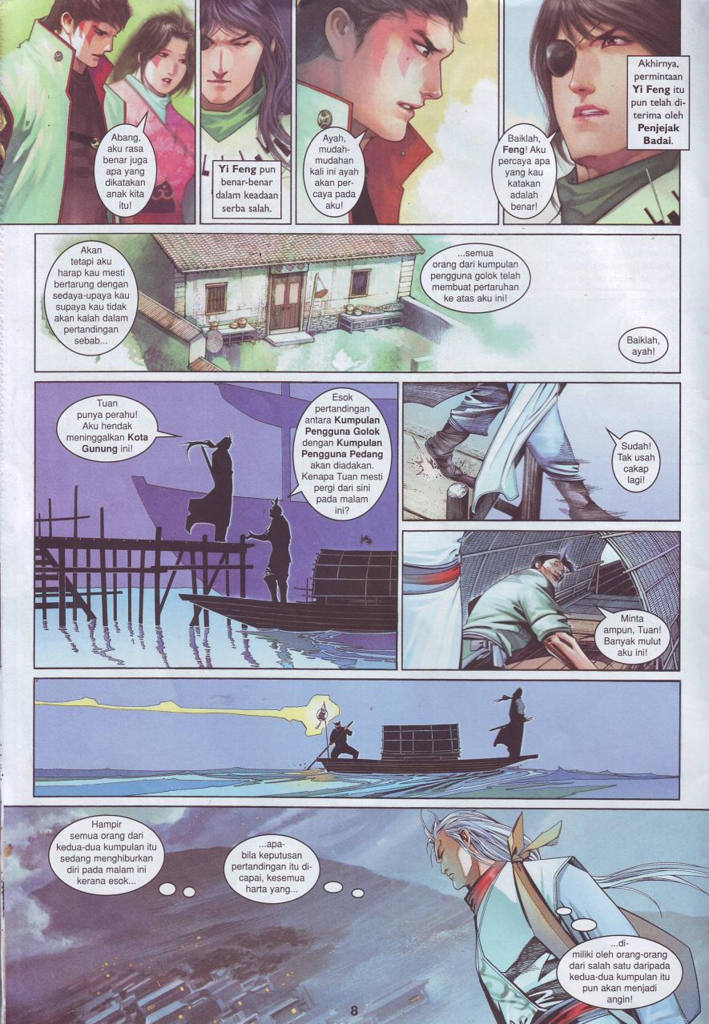 Abang,
aku rasa
benar juga
apa yang
dikatakan
anak kita
itu!
Yi Feng pun
benar-benar
dalam keadaan
serba salah.
Ayah,
mudah-
mudahan
kali ini ayah
akan per-
caya pada
aku!
Baiklah,
Feng! Aku
percaya apa
yang kau
katakan
adalah
benar!
Akhirnya,
permintaan
Yi Feng itu
pun telah di-
terima oleh
Penjejak
Badai.
Akan
tetapi aku
harap kau mesti
bertarung dengan
sedaya-upaya kau
supaya kau tidak
akan kalah dalam
pertandingan
sebab...
...semua
orang dari kumpulan
pengguna golok telah
membuat pertaruhan
ke atas aku ini!
Baiklah,
ayah!
Tuan
punya perahu!
Aku hendak
meninggalkan Kota
Gunung ini!
Esok
pertandingan
antara Kumpulan
Pengguna Golok
dengan Kumpulan
Pengguna Pedang
akan diadakan.
Kenapa Tuan mesti
pergi dari sini
pada malam
ini?
Sudah!
Tak usah
cakap
lagi!
Minta
ampun, Tuan!
Banyak mulut
aku ini!
Hampir
semua orang dari
kedua-dua kumpulan itu
sedang menghiburkan
diri pada malam ini
kerana esok...
...apa-
bila keputusan
pertandingan itu di-
capai, kesemua
harta yang...
...di-
miliki oleh orang-orang
dari salah satu daripada
kedua-dua kumpulan itu
pun akan menjadi
angin!
8